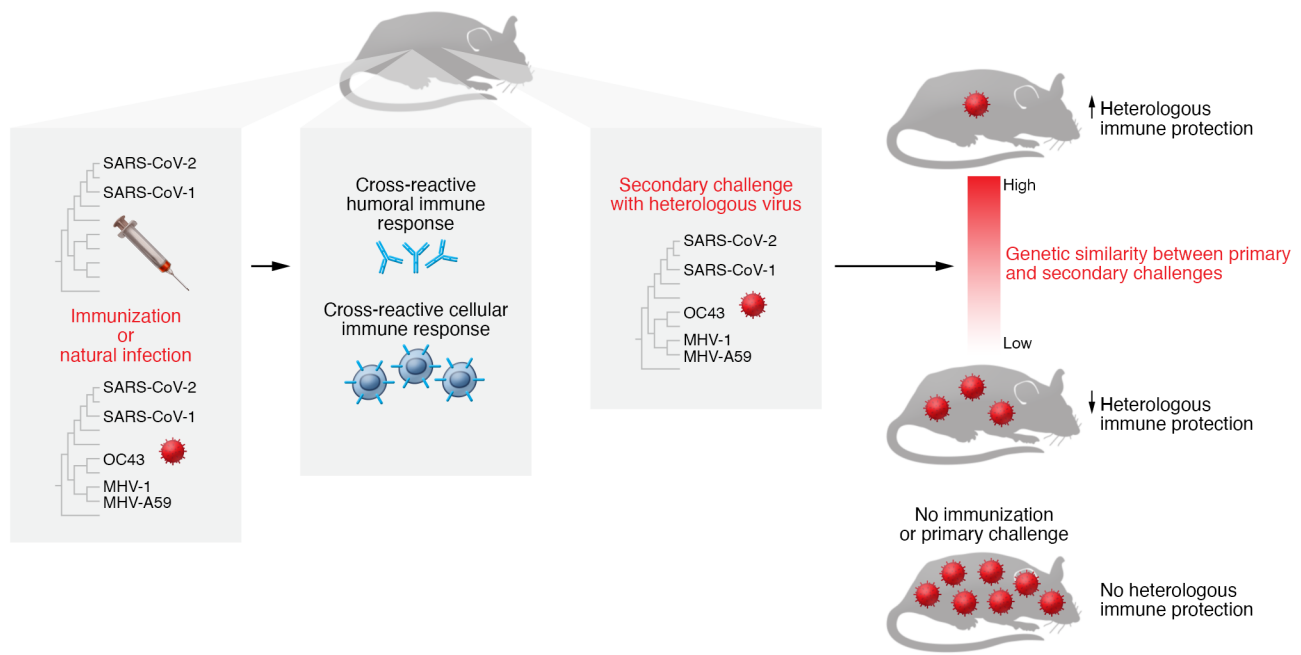 SARS-CoV-2
SARS-CoV-1
Immunization
or
natural infection
SARS-CoV-2
SARS-CoV-1
OC43
MHV-1
MHV-A59
Cross-reactive
humoral immune
response
Cross-reactive cellular
immune response
Secondary challenge
with heterologous virus
SARS-CoV-2
SARS-CoV-1
OC43
MHV-1
MHV-A59
Heterologous
immune protection
High
Genetic similarity between primary
and secondary challenges
Low
Heterologous
immune protection
No immunization
or primary challenge
No heterologous
immune protection